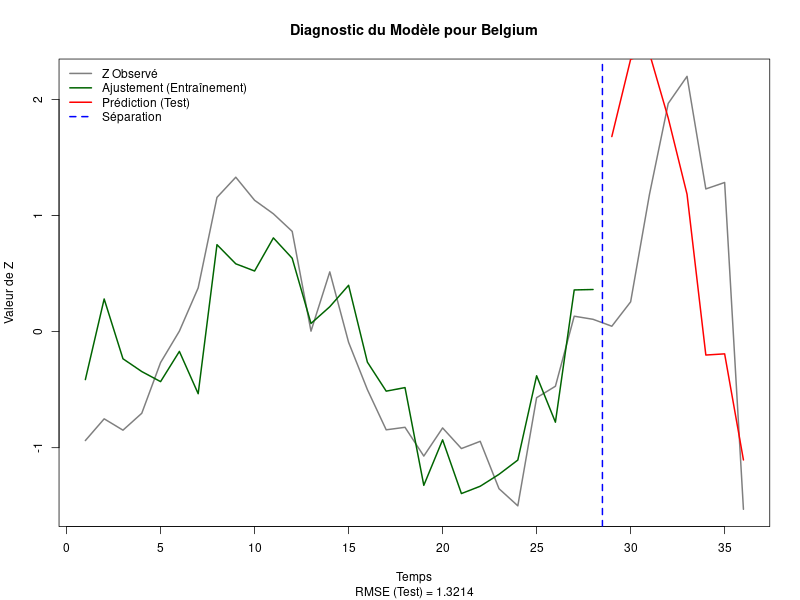 Diagnostic du Modèle pour Belgium
Z Observé
Ajustement (Entraînement)
Prédiction (Test)
Séparation
Valeur de Z
2
1
0
-1
0 5 10 15 20 25 30 35
Temps
RMSE (Test) = 1.3214